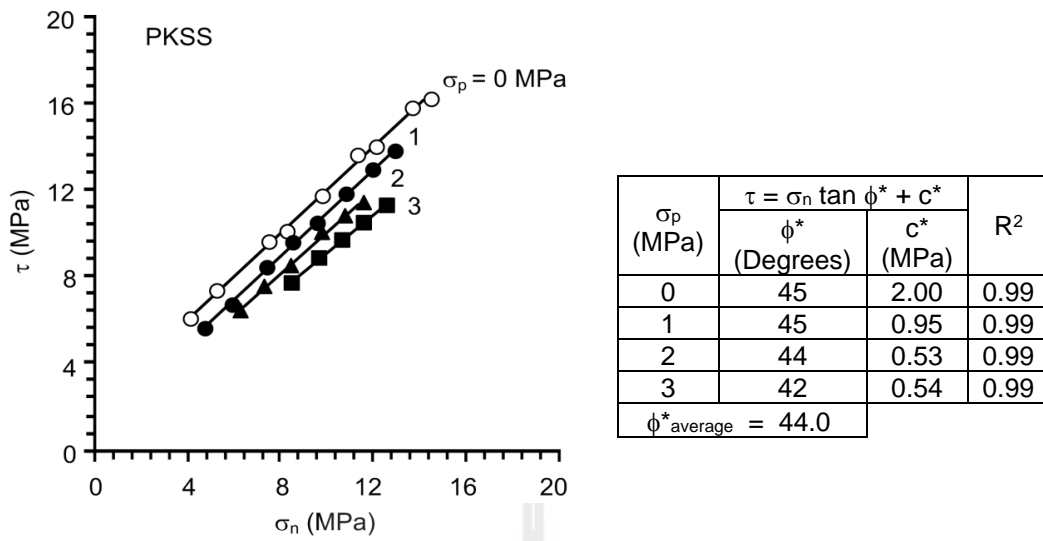 PKSS
σp = 0 MPa
1
2
3
20
16
12
8
4
0
τ (MPa)
0 4 8 12 16 20
σn (MPa)
σp (MPa) τ = σn tan ϕ* + c* R²
ϕ* (Degrees) c* (MPa)
0 45 2.00 0.99
1 45 0.95 0.99
2 44 0.53 0.99
3 42 0.54 0.99
ϕ*average = 44.0